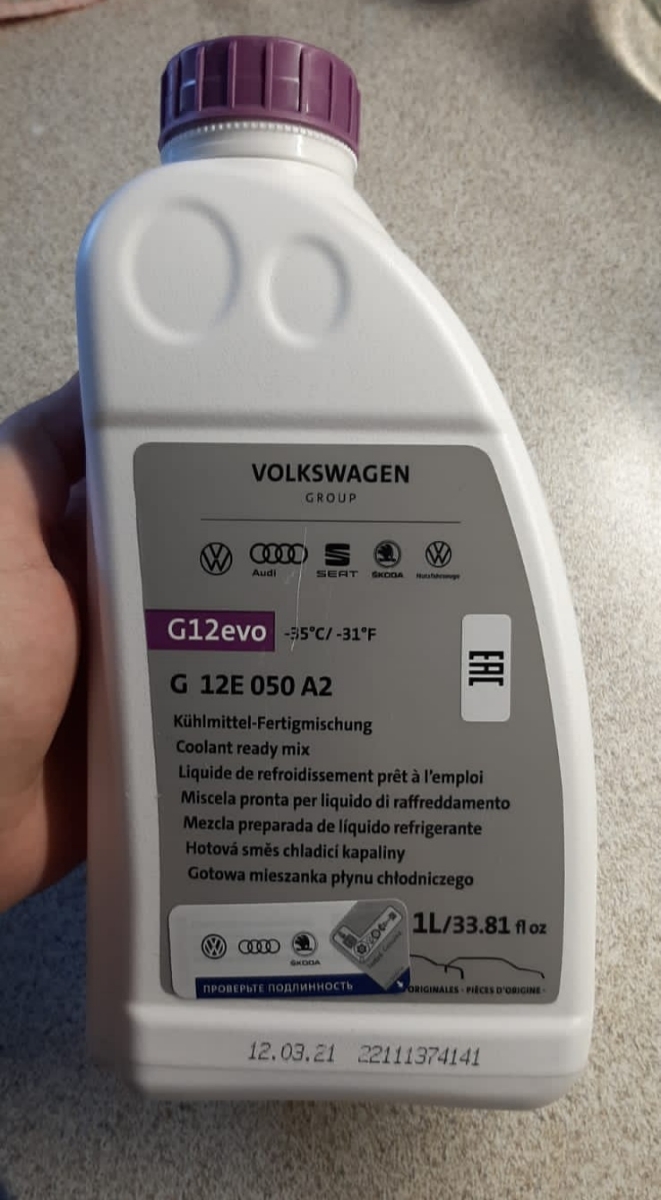 VOLKSWAGEN
GROUP
Audi
SEAT
ŠKODA
Nutzfahrzeuge
G12evo -35°C/ -31°F
G 12E 050 A2
EAC
Kühlmittel-Fertigmischung
Coolant ready mix
Liquide de refroidissement prêt à l'emploi
Miscela pronta per liquido di raffreddamento
Mezcla preparada de líquido refrigerante
Hotová směs chladicí kapaliny
Gotowa mieszanka płynu chłodniczego
1L/33.81 fl oz
ŠKODA
ПРОВЕРЬТЕ ПОДЛИННОСТЬ
ORIGINALES - PIÈCES D'ORIGINE -
12.03.21 22111374141